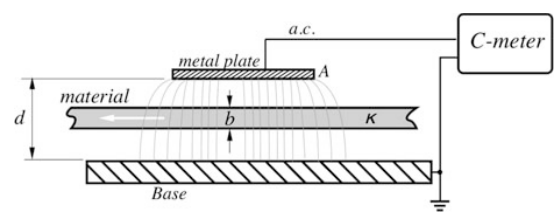 a.c.
C-meter
metal plate
A
material
d
b
κ
Base